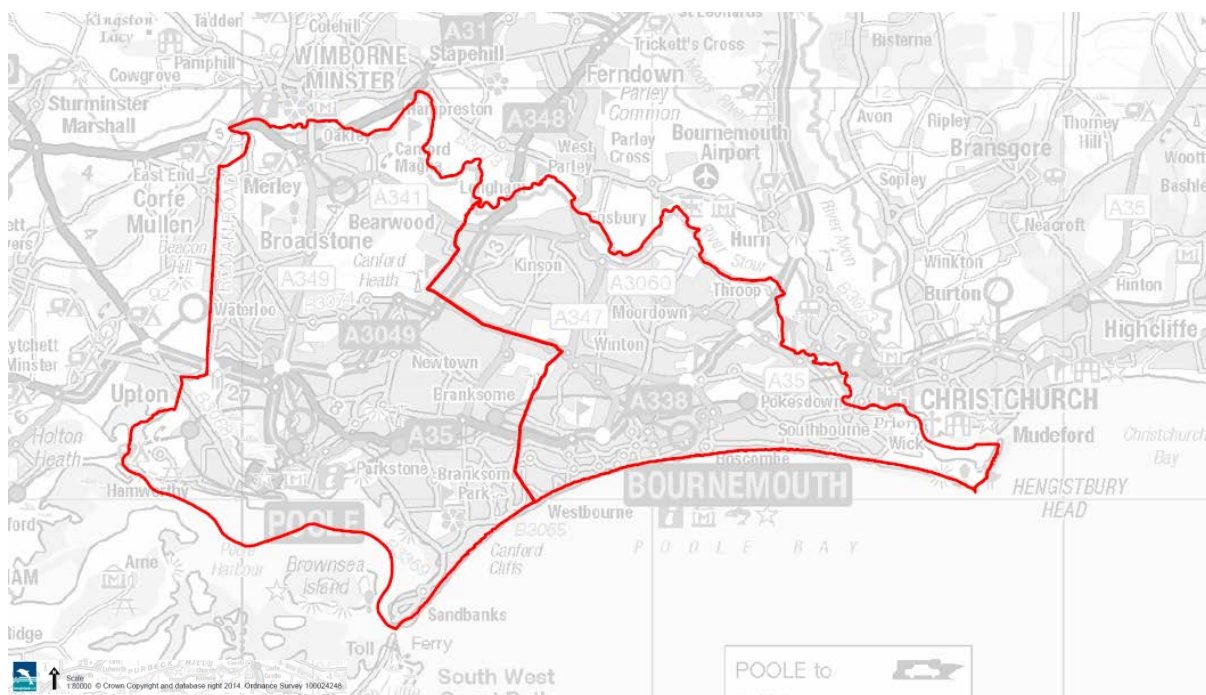 Kingston
Lacy
Tadden
Colehill
A31
Stapehill
St Leonards
Bisterne
Pamphill
WIMBORNE
MINSTER
Trickett's Cross
Cowgrove
Ferndown
Sturminster
Marshall
Hampreston
A348
Parley
Common
Avon
Ripley
Thorney
Hill
Oakley
Canford
Magna
West
Parley
Parley
Cross
Bournemouth
Airport
Bransgore
East End
Corfe
Mullen
Merley
A341
Sopley
A35
Bearwood
Broadstone
Hurn
River Avon
Neacroft
Beacon
Hill
Canford
Heath
Kinson
Stour
Winkton
A349
A3060
Throop
Burton
Hinton
Waterloo
A347
Moordown
A3049
Highcliffe
Newtown
Winton
Upton
Branksome
A338
A35
Pokesdown
CHRISTCHURCH
Holton
Heath
A35
Southbourne
Wick
Mudeford
Christchurch
Bay
Parkstone
Branksome
Park
Boscombe
Hamworthy
BOURNEMOUTH
HENGISTBURY
HEAD
POOLE
Westbourne
B3065
POOLE BAY
Arne
Poole
Harbour
Brownsea
Island
B3369
Canford
Cliffs
Sandbanks
Toll
Ferry
South West
POOLE to
Scale
1:80000 © Crown Copyright and database right 2014. Ordnance Survey 100024248